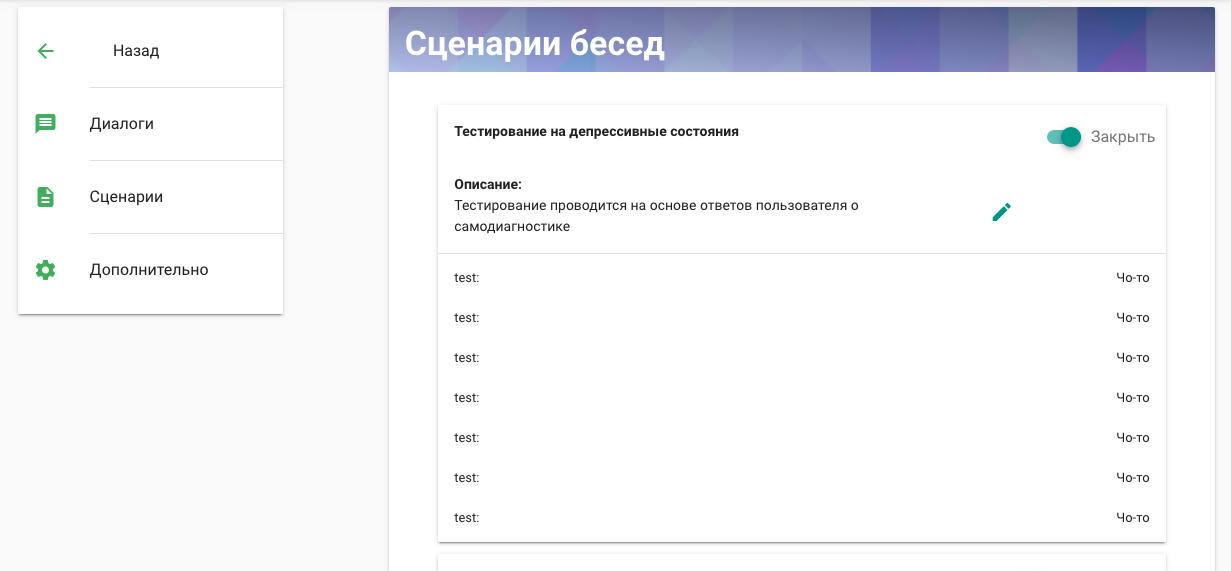 Назад
Диалоги
Сценарии
Дополнительно
Сценарии бесед
Тестирование на депрессивные состояния
Закрыть
Описание:
Тестирование проводится на основе ответов пользователя о
самодиагностике
test: Чо-то
test: Чо-то
test: Чо-то
test: Чо-то
test: Чо-то
test: Чо-то
test: Чо-то